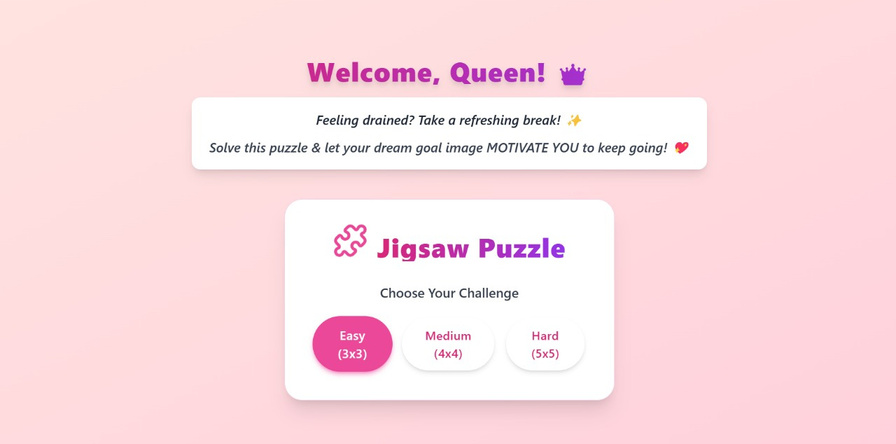 Welcome, Queen!
Feeling drained? Take a refreshing break! ✨
Solve this puzzle & let your dream goal image MOTIVATE YOU to keep going! 💖
Jigsaw Puzzle
Choose Your Challenge
Easy
(3x3)
Medium
(4x4)
Hard
(5x5)